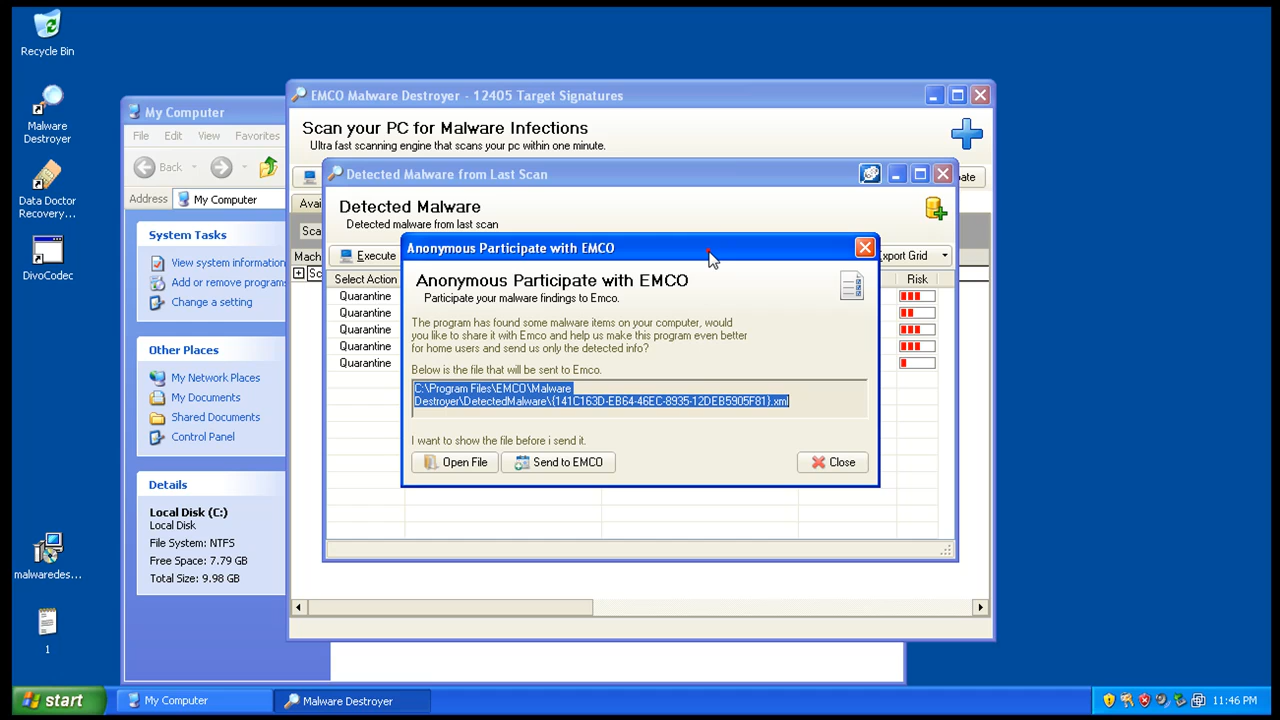 Recycle Bin
Malware
Destroyer
Data Doctor
Recovery...
DivoCodec
malwaredes...
1
My Computer
File Edit View Favorites
Back
Address My Computer
System Tasks
View system information
Add or remove programs
Change a setting
Other Places
My Network Places
My Documents
Shared Documents
Control Panel
Details
Local Disk (C:)
Local Disk
File System: NTFS
Free Space: 7.79 GB
Total Size: 9.98 GB
EMCO Malware Destroyer - 12405 Target Signatures
Scan your PC for Malware Infections
Ultra fast scanning engine that scans your pc within one minute.
Detected Malware from Last Scan
Detected Malware
Detected malware from last scan
Execute
Select Action Risk
Quarantine
Quarantine
Quarantine
Quarantine
Quarantine
Anonymous Participate with EMCO
Anonymous Participate with EMCO
Participate your malware findings to Emco.
The program has found some malware items on your computer, would
you like to share it with Emco and help us make this program even better
for home users and send us only the detected info?
Below is the file that will be sent to Emco.
C:\Program Files\EMCO\Malware
Destroyer\DetectedMalware\{141C163D-EB64-46EC-8935-12DEB5905F81}.xml
I want to show the file before i send it.
Open File Send to EMCO Close
start My Computer Malware Destroyer 11:46 PM